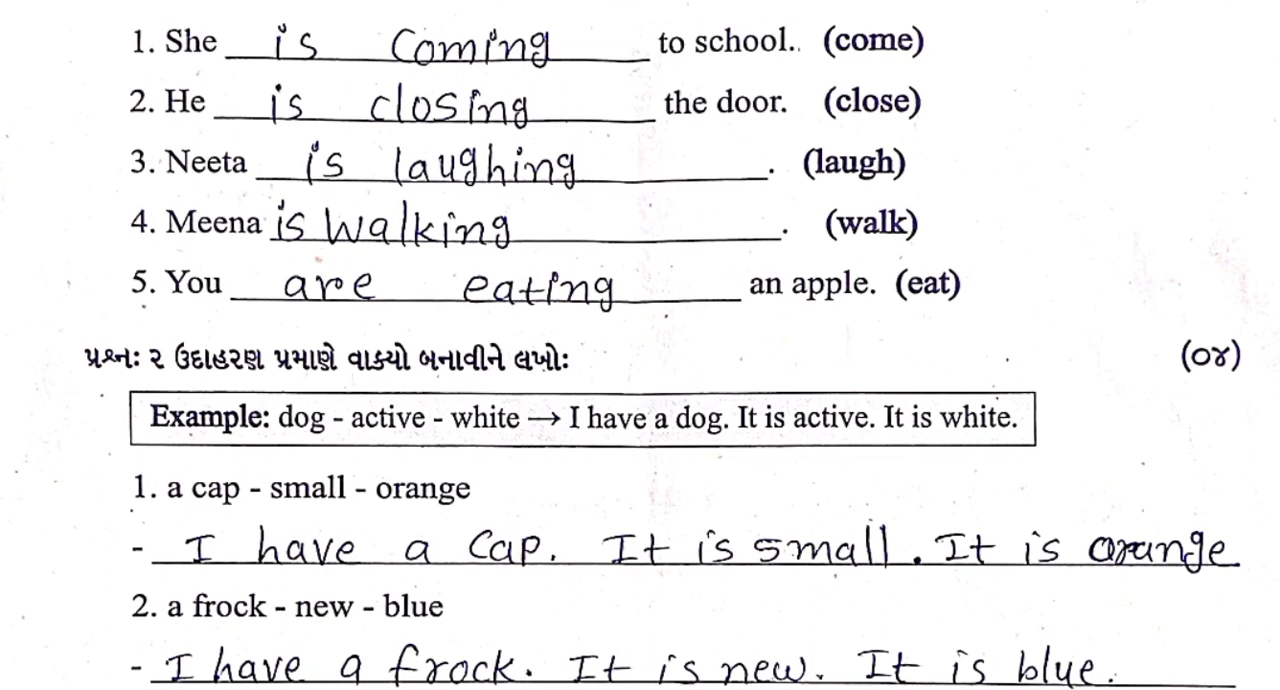 1. She is Coming to school.. (come)
2. He is closing the door. (close)
3. Neeta is laughing . (laugh)
4. Meena is walking . (walk)
5. You are eating an apple. (eat)
પ્રશ્ન: ૨ ઉદાહરણ પ્રમાણે વાક્યો બનાવીને લખો: (૦૪)
Example: dog - active - white → I have a dog. It is active. It is white.
1. a cap - small - orange
- I have a cap. It is small. It is orange
2. a frock - new - blue
- I have a frock. It is new. It is blue.